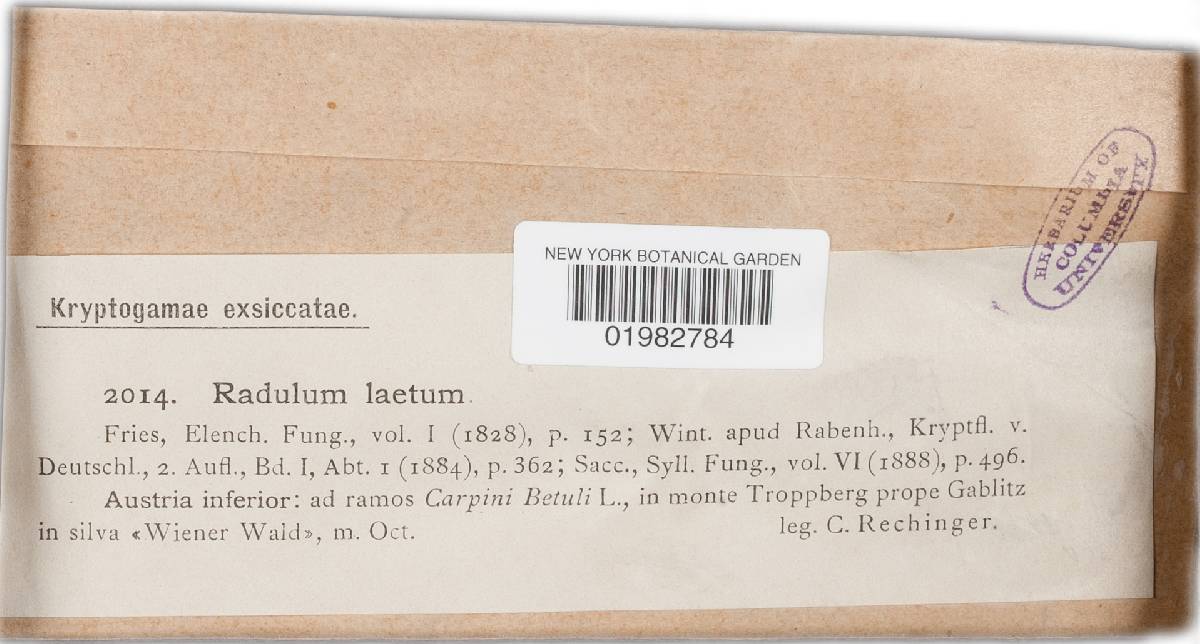 HERBARIUM OF
COLUMBIA
UNIVERSITY
NEW YORK BOTANICAL GARDEN
01982784
Kryptogamae exsiccatae.
2014. Radulum laetum.
Fries, Elench. Fung., vol. I (1828), p. 152; Wint. apud Rabenh., Kryptfl. v.
Deutschl., 2. Aufl., Bd. I, Abt. 1 (1884), p. 362; Sacc., Syll. Fung., vol. VI (1888), p. 496.
Austria inferior: ad ramos Carpini Betuli L., in monte Troppberg prope Gablitz
in silva «Wiener Wald», m. Oct. leg. C. Rechinger.